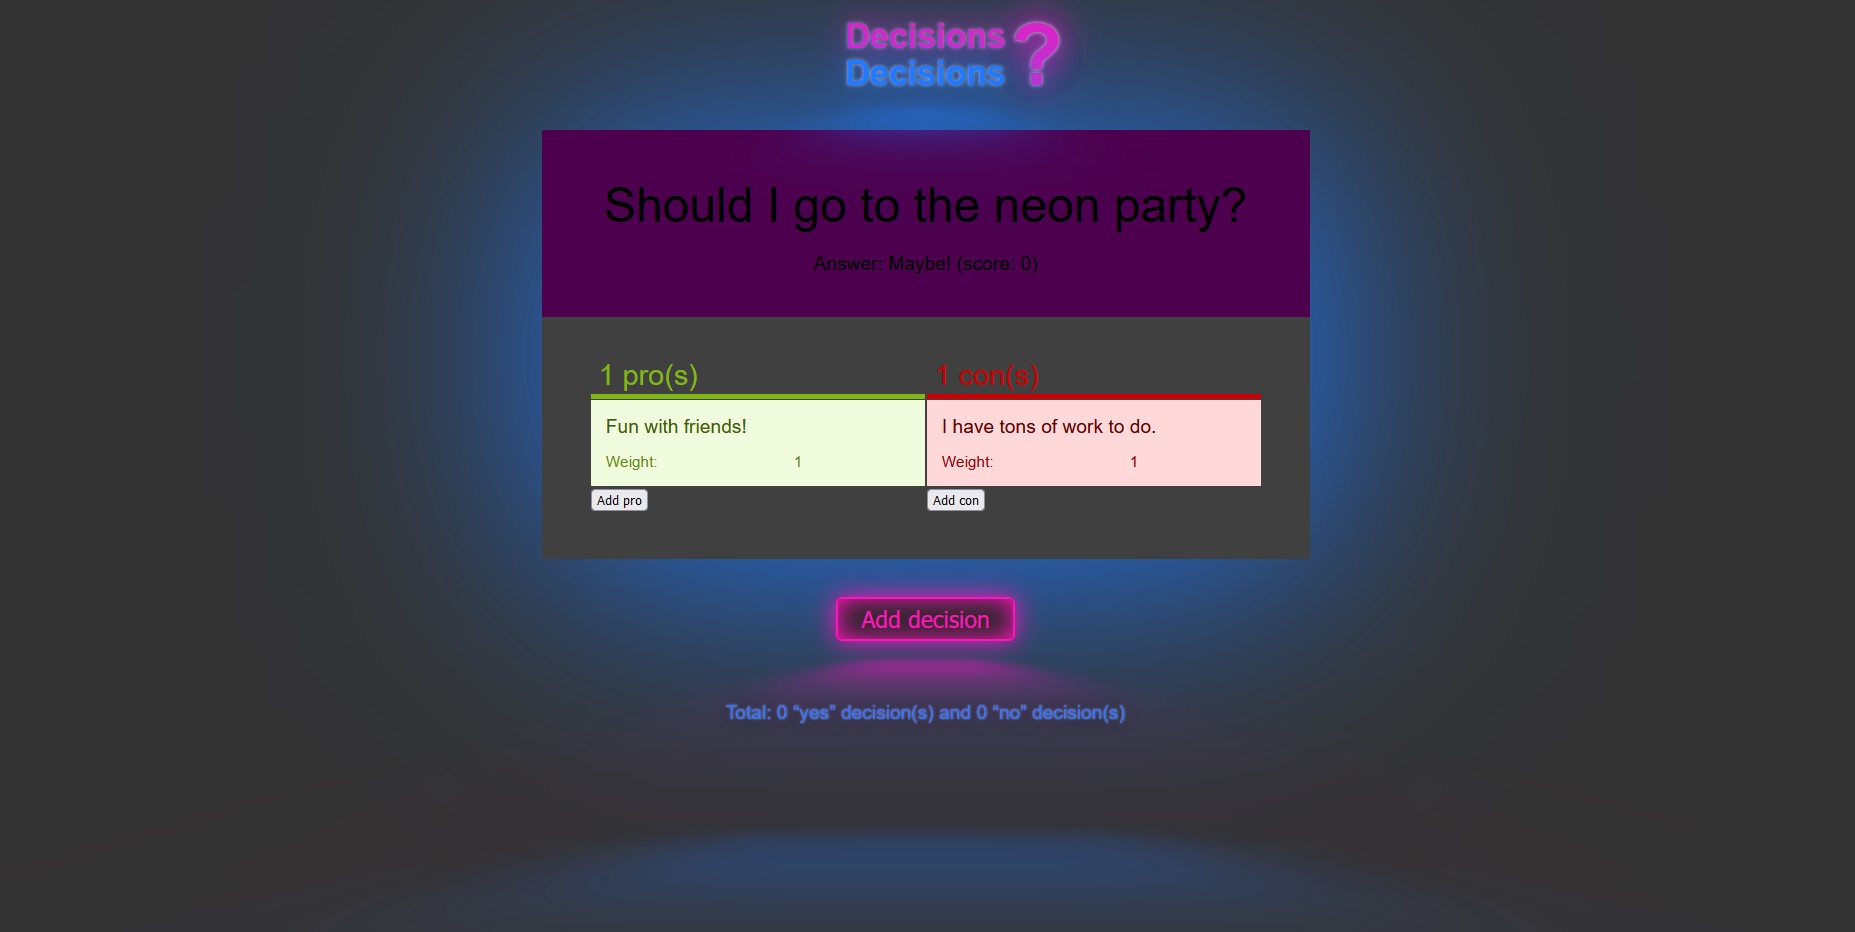 Decisions
Decisions
?
Should I go to the neon party?
Answer: Maybe! (score: 0)
1 pro(s)
Fun with friends!
Weight: 1
Add pro
1 con(s)
I have tons of work to do.
Weight: 1
Add con
Add decision
Total: 0 “yes” decision(s) and 0 “no” decision(s)